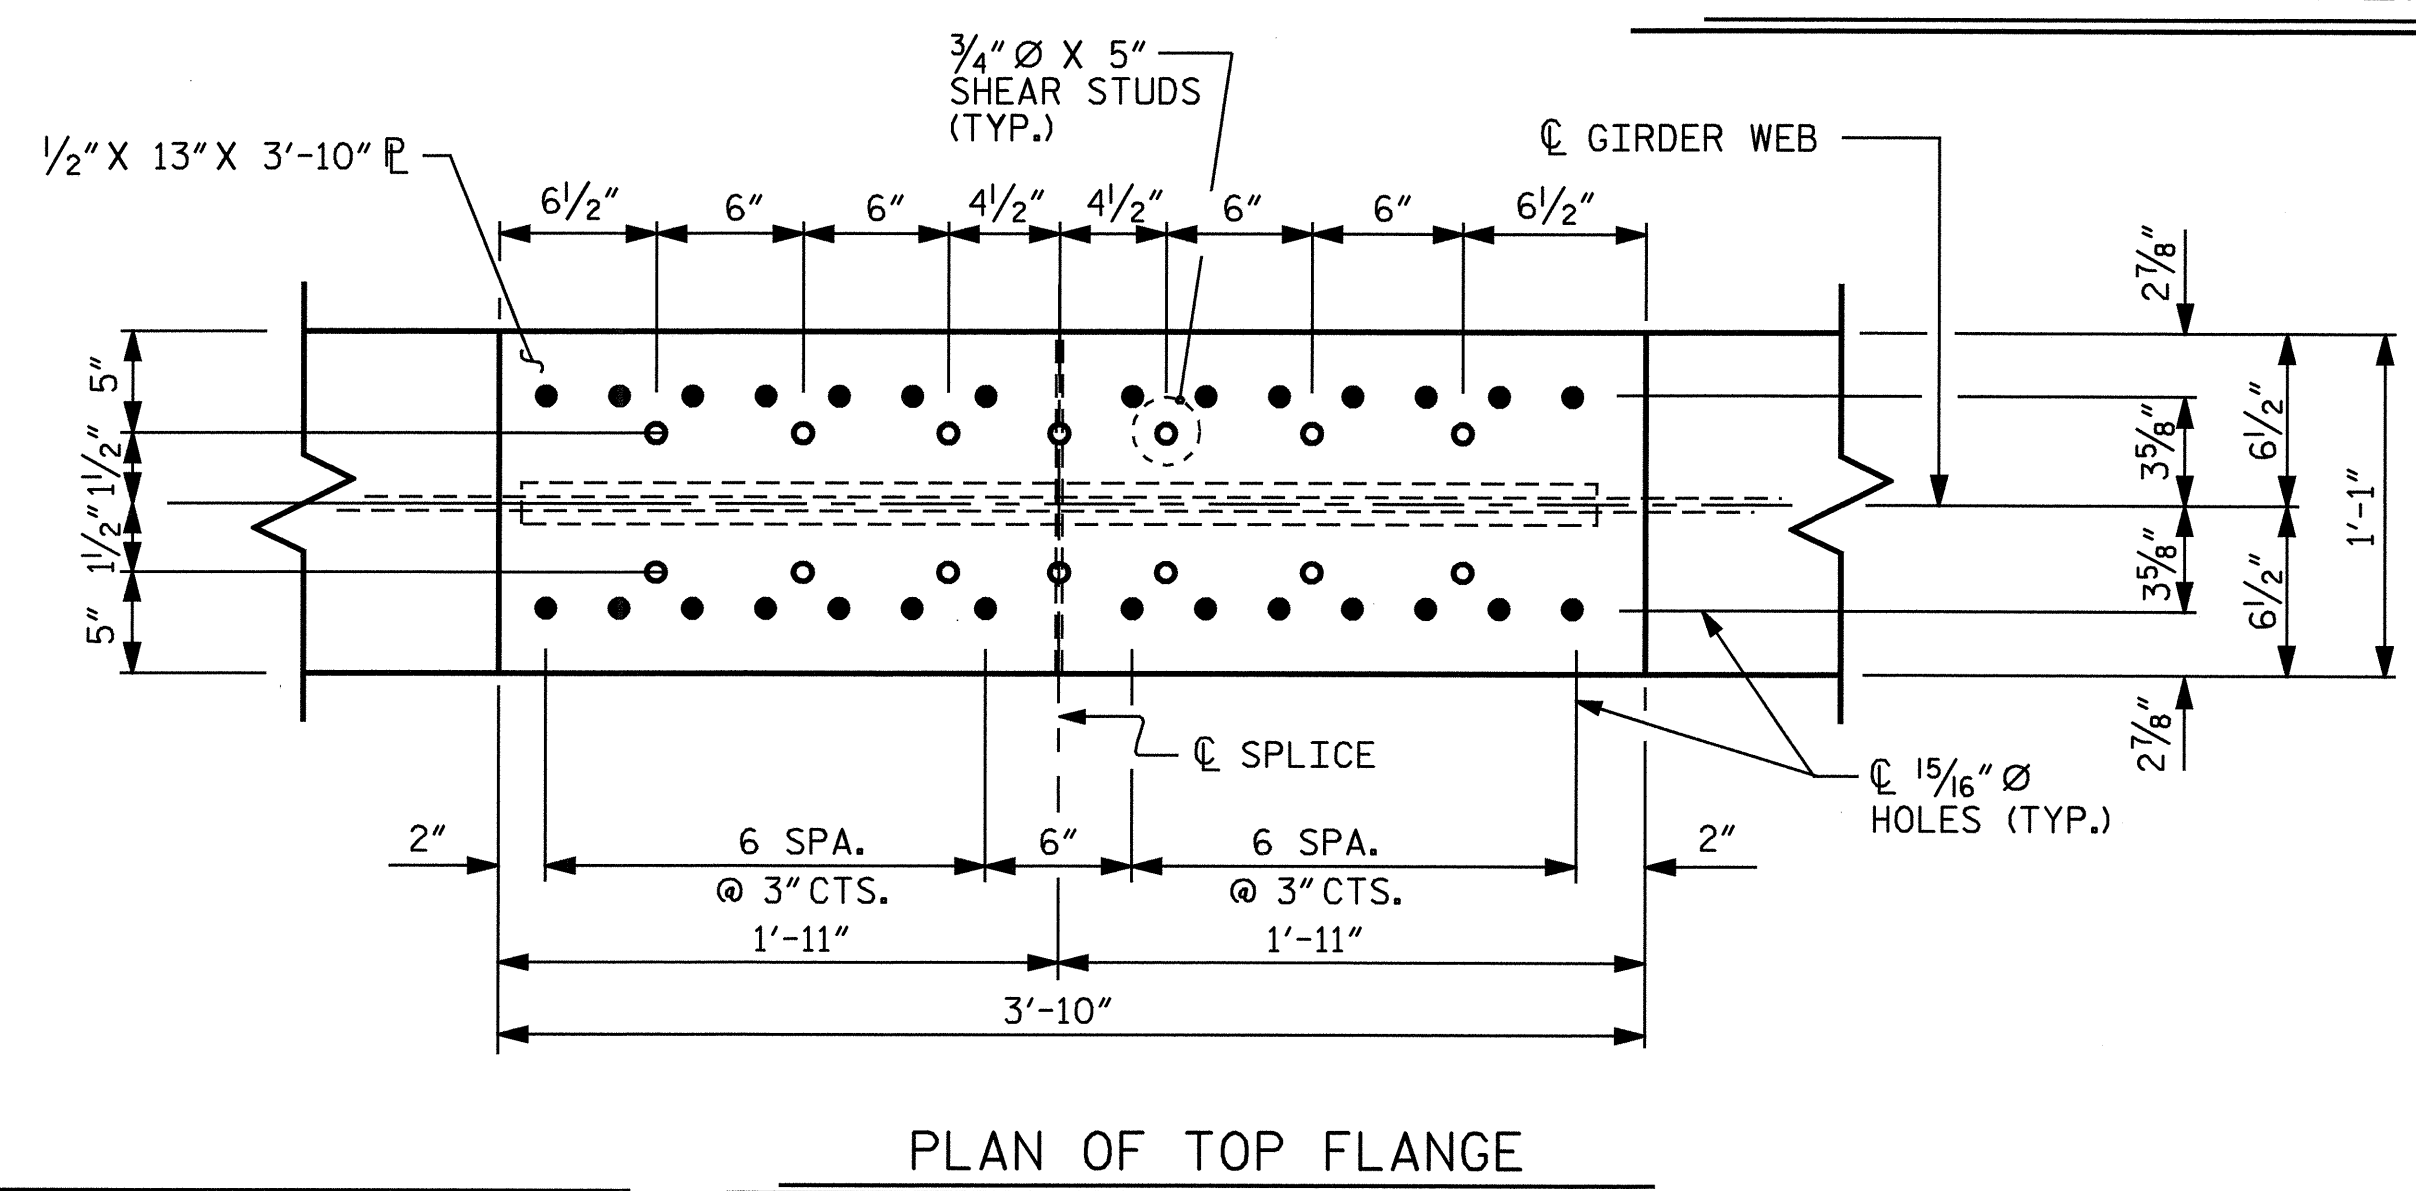 3/4" Ø X 5"
SHEAR STUDS
(TYP.)
1/2" X 13" X 3'-10" ℄ GIRDER WEB
6 1/2" 6" 6" 4 1/2" 4 1/2" 6" 6" 6 1/2"
5"
1 1/2"
1 1/2"
5"
2 7/8"
3 5/8"
3 5/8"
2 7/8"
6 1/2"
6 1/2"
1'-1"
℄ SPLICE
℄ 15/16" Ø
HOLES (TYP.)
2" 6 SPA. 6" 6 SPA. 2"
@ 3" CTS. @ 3" CTS.
1'-11" 1'-11"
3'-10"
PLAN OF TOP FLANGE